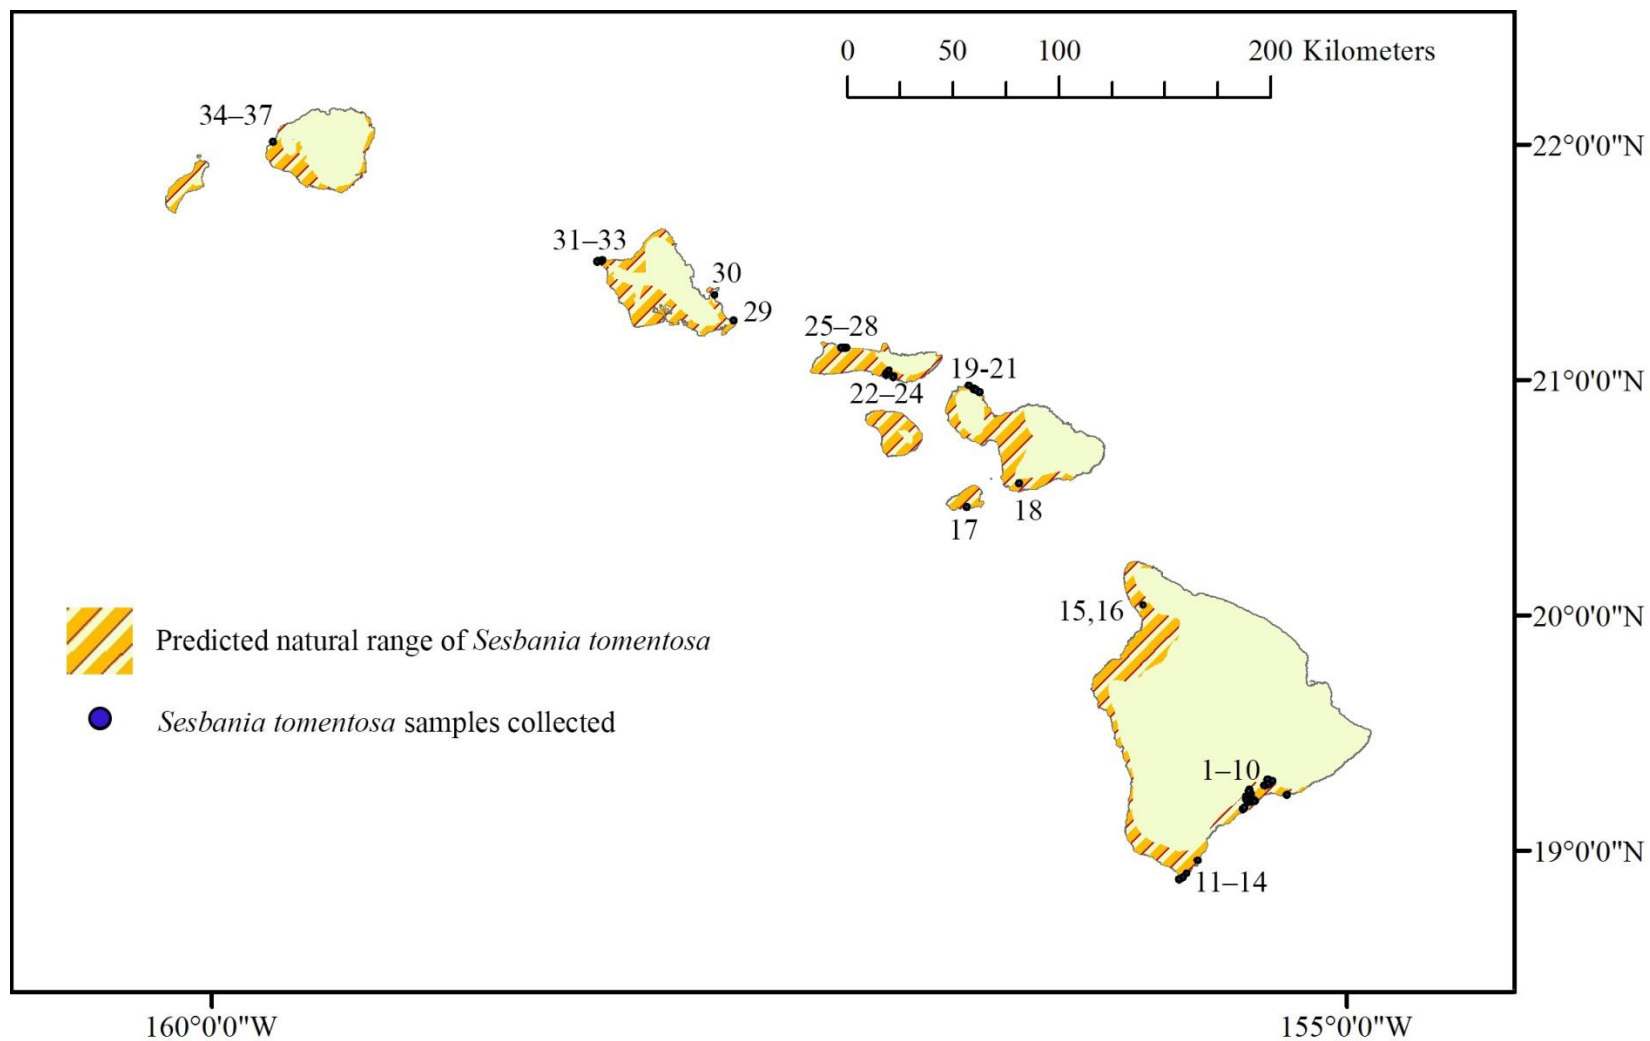 0 50 100 200 Kilometers
34–37
22°0'0"N
31–33
30
29
25–28
19-21
21°0'0"N
22–24
18
17
15,16
20°0'0"N
Predicted natural range of Sesbania tomentosa
Sesbania tomentosa samples collected
1–10
19°0'0"N
11–14
160°0'0"W
155°0'0"W